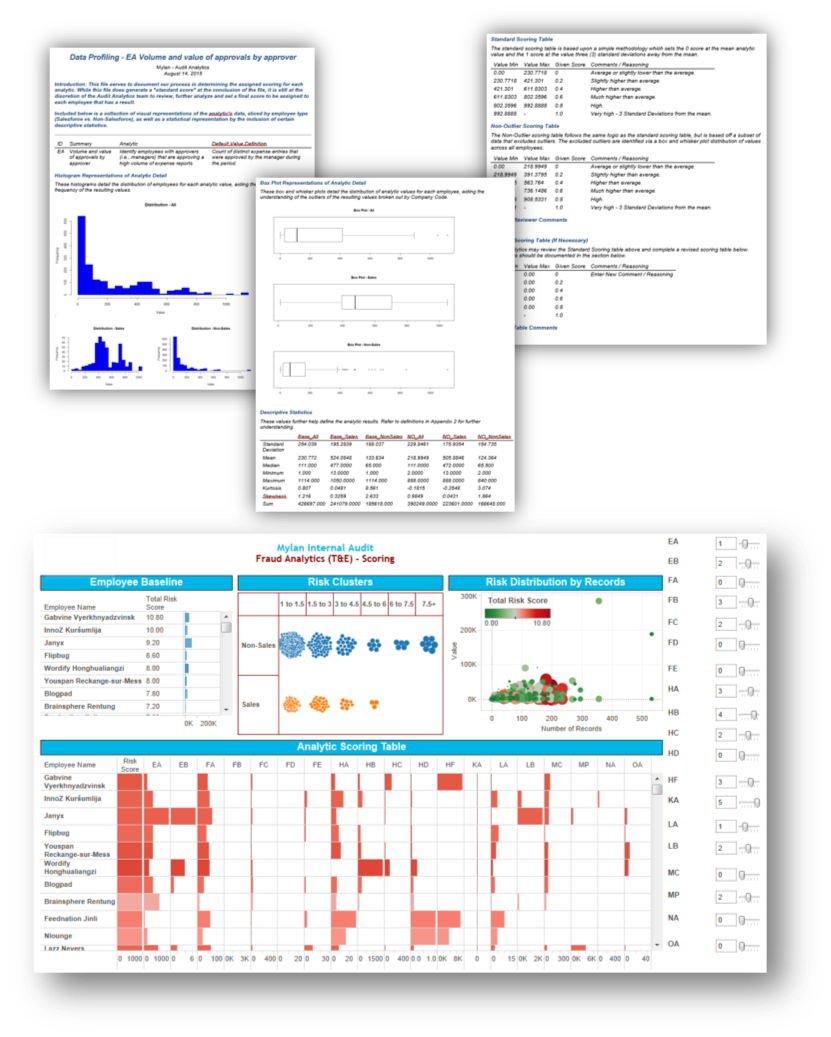 Data Profiling - EA Volume and value of approvals by approver
Mylan - Audit Analytics
August 14, 2015
Introduction: This file serves to document our process in determining the assigned scoring for each
analytic. While this file does generate a "standard score" at the conclusion of the file, it is still at the
discretion of the Audit Analytics team to review, further analyze and set a final score to be assigned to
each employee that has a result.
Included below is a collection of visual representations of the analytic's data, sliced by employee type
(Salesforce vs. Non-Salesforce), as well as a statistical representation by the inclusion of certain
descriptive statistics.
ID Summary Analytic Default Value Definition
EA Volume and value Identify employees with approvers Count of distinct expense entries that
of approvals by (i.e., managers) that are approving a were approved by the manager during
approver high volume of expense reports the period
Histogram Representations of Analytic Detail
These histograms detail the distribution of employees for each analytic value, aiding the
frequency of the resulting values.
Distribution - All
Frequency
Value
Distribution - Sales
Distribution - Non-Sales
Box Plot Representations of Analytic Detail
These box and whisker plots detail the distribution of analytic values for each employee, aiding the
understanding of the outliers of the resulting values broken out by Company Code.
Box Plot - All
Box Plot - Sales
Box Plot - Non-Sales
Descriptive Statistics
These values further help define the analytic results. Refer to definitions in Appendix 2 for further
understanding.
Base_All Base_Sales Base_NonSales NO_All NO_Sales NO_NonSales
Standard
Deviation
Mean 230.772 524.0848 133.634 218.9949 505.8846 124.364
Median 111.000 477.0000 65.000 111.0000 472.0000 65.500
Minimum 1.000 13.0000 1.000 2.0000 13.0000 2.000
Maximum 1114.000 1050.0000 1114.000 888.0000 888.0000 640.000
Kurtosis 0.807 0.0491 9.561 -0.1815 -0.2648 3.074
Skewness 1.216 0.3259 2.633 0.9849 0.0431 1.864
Sum 426697.000 241079.0000 185618.000 390249.0000 223601.0000 166648.000
Standard Scoring Table
The standard scoring table is based upon a simple methodology which sets the 0 score at the mean analytic
value and the 1 score at the value three (3) standard deviations away from the mean.
Value Min Value Max Given Score Comments / Reasoning
0.00 230.7718 0 Average or slightly lower than the average.
230.7718 421.301 0.2 Slightly higher than average.
421.301 611.8303 0.4 Higher than average.
611.8303 802.3596 0.6 Much higher than average.
802.3596 992.8888 0.8 High.
992.8888 - 1.0 Very high - 3 Standard Deviations from the mean.
Non-Outlier Scoring Table
The Non-Outlier scoring table follows the same logic as the standard scoring table, but is based off a subset of
data that excludes outliers. The excluded outliers are identified via a box and whisker plot distribution of values
across all employees.
Value Min Value Max Given Score Comments / Reasoning
0.00 218.9949 0 Average or slightly lower than the average.
218.9949 391.3795 0.2 Slightly higher than average.
5 563.764 0.4 Higher than average.
736.1486 0.6 Much higher than average.
908.5331 0.8 High.
- 1.0 Very high - 3 Standard Deviations from the mean.
Reviewer Comments
Scoring Table (If Necessary)
lytics may review the Standard Scoring table above and complete a revised scoring table below.
s should be documented in the section below.
n Value Max Given Score Comments / Reasoning
0.00 0 Enter New Comment / Reasoning
0.00 0.2
0.00 0.4
0.00 0.6
0.00 0.8
- 1.0
Table Comments
Mylan Internal Audit
Fraud Analytics (T&E) - Scoring
Employee Baseline
Employee Name Total Risk Score
Gabvine Vyerkhnyadzvinsk 10.80
InnoZ Kuršumlija 10.00
Janyx 9.20
Flipbug 8.60
Wordify Honghualiangzi 8.00
Youspan Reckange-sur-Mess 8.00
Blogpad 7.80
Brainsphere Rentung 7.20
0K 200K
Risk Clusters
1 to 1.5 1.5 to 3 3 to 4.5 4.5 to 6 6 to 7.5 7.5+
Non-Sales
Sales
Risk Distribution by Records
Total Risk Score
0.00 10.80
300K
200K
100K
0K
Value
0 100 200 300 400 500
Number of Records
Analytic Scoring Table
Employee Name Risk Score EA EB FA FB FC FD FE HA HB HC HD HF KA LA LB MC MP NA OA
Gabvine
Vyerkhnyadzvinsk
InnoZ Kuršumlija
Janyx
Flipbug
Youspan
Reckange-sur-Mess
Wordify
Honghualiangzi
Blogpad
Brainsphere Rentung
Feednation Jinli
Niounge
Lazz Nevers
0 1000 0 1000 0 6 0 100 0K 3K 0 400 0 20 0 30 0 20 0 1500 0 400 0.0 1.0 0K 8K 0 0 15 0K 2K 0 300 0K 6K 0 400 0 40
EA 1
EB 2
FA 0
FB 3
FC 2
FD 0
FE 0
HA 3
HB 4
HC 2
HD 0
HF 3
KA 5
LA 1
LB 2
MC 0
MP 2
NA 0
OA 0